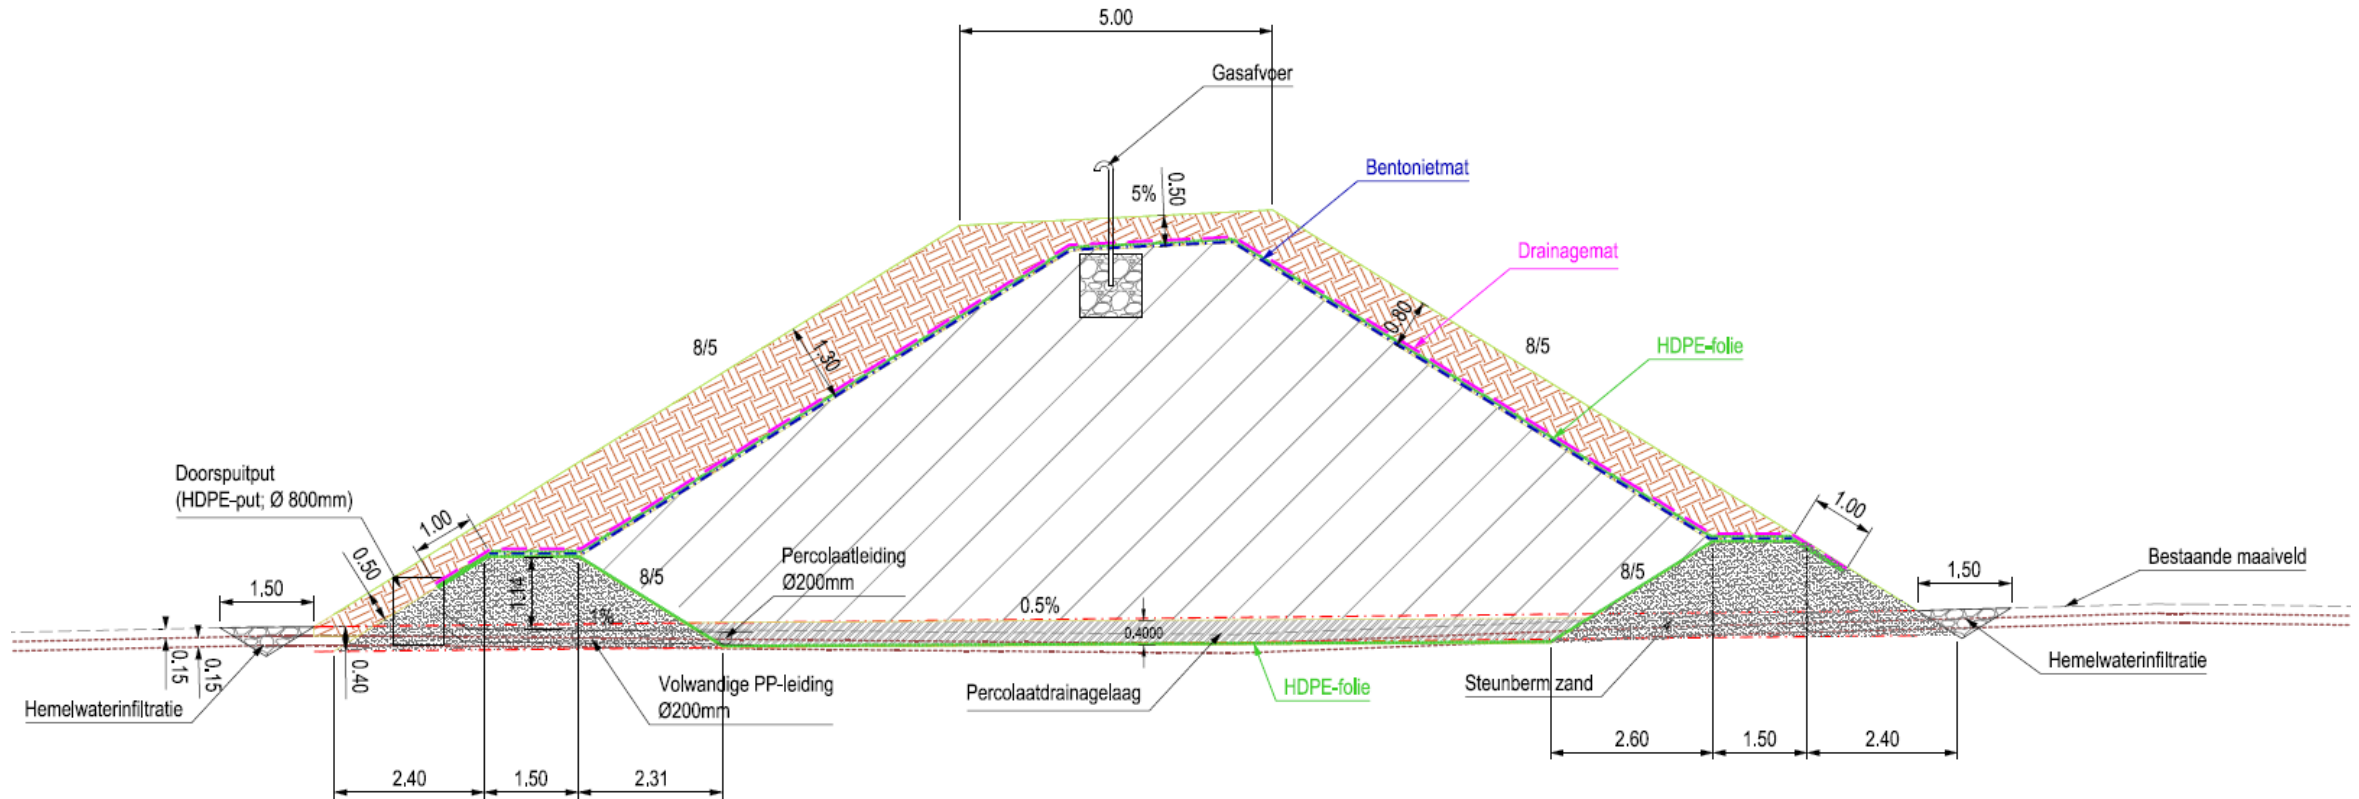 5.00
Gasafvoer
Bentonietmat
5%
0.50
Drainagemat
0.80
8/5
1.30
8/5
HDPE-folie
Doorspuitput
(HDPE-put; Ø 800mm)
1.00
1.00
0.50
1.14
Percolaatleiding
Ø200mm
8/5
8/5
Bestaande maaiveld
1,50
1,50
1%
0.5%
0.4000
0.15
0.15
0.40
Hemelwaterinfiltratie
Volwandige PP-leiding
Ø200mm
Percolaatdrainagelaag
HDPE-folie
Steunberm zand
Hemelwaterinfiltratie
2.60
1.50
2.40
2,40
1,50
2,31